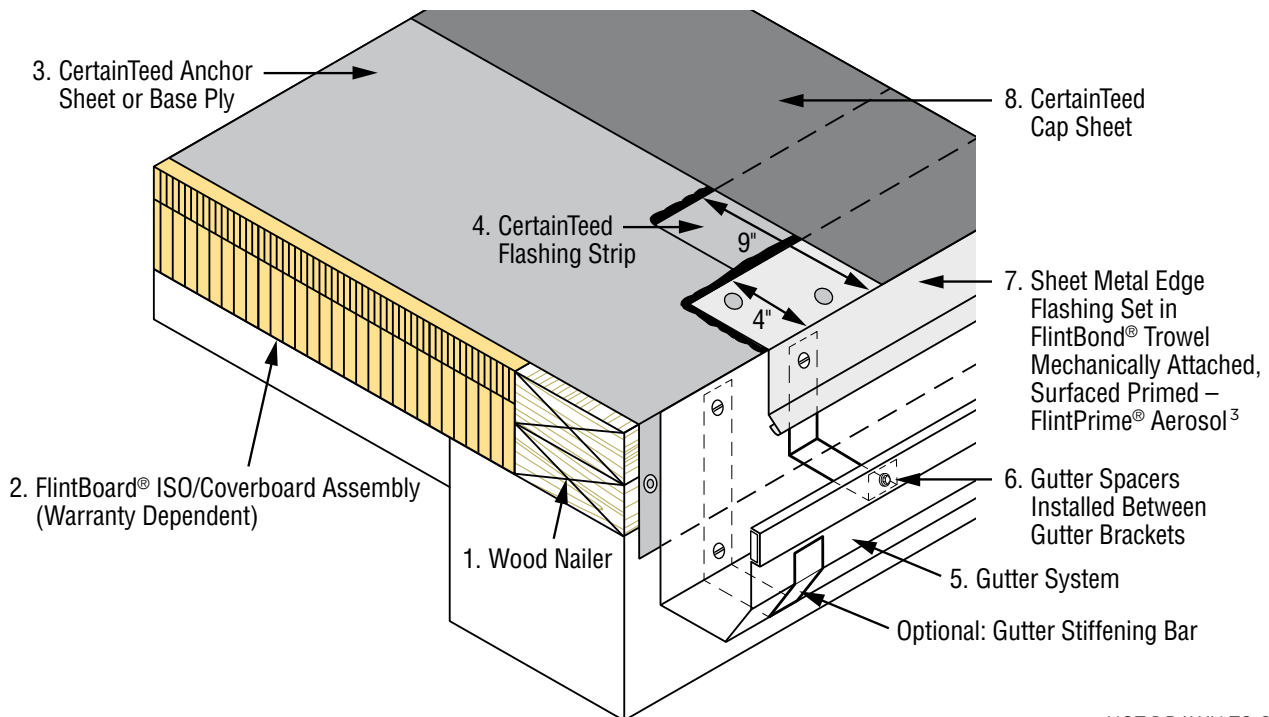 3. CertainTeed Anchor
Sheet or Base Ply
8. CertainTeed
Cap Sheet
4. CertainTeed
Flashing Strip
9"
4"
7. Sheet Metal Edge
Flashing Set in
FlintBond® Trowel
Mechanically Attached,
Surfaced Primed –
FlintPrime® Aerosol³
2. FlintBoard® ISO/Coverboard Assembly
(Warranty Dependent)
6. Gutter Spacers
Installed Between
Gutter Brackets
1. Wood Nailer
5. Gutter System
Optional: Gutter Stiffening Bar